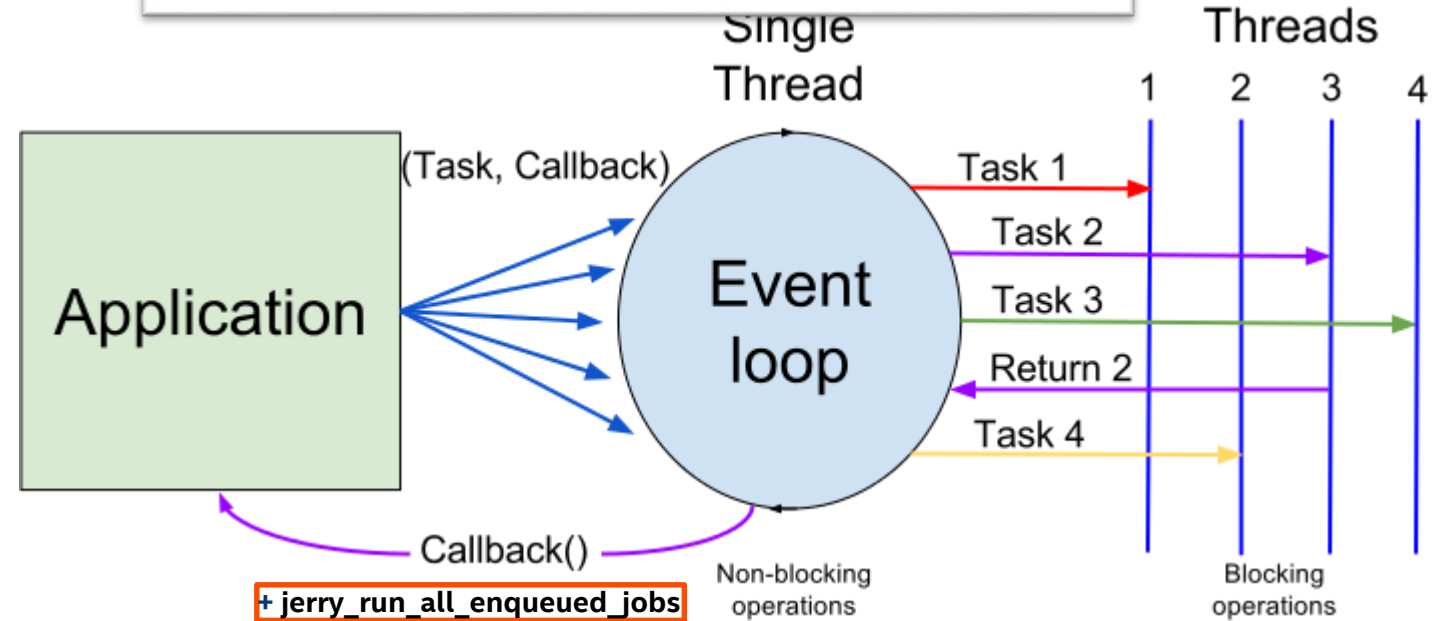 Single
Thread
Threads
1 2 3 4
(Task, Callback)
Application
Event
loop
Task 1
Task 2
Task 3
Return 2
Task 4
Callback()
+ jerry_run_all_enqueued_jobs
Non-blocking
operations
Blocking
operations